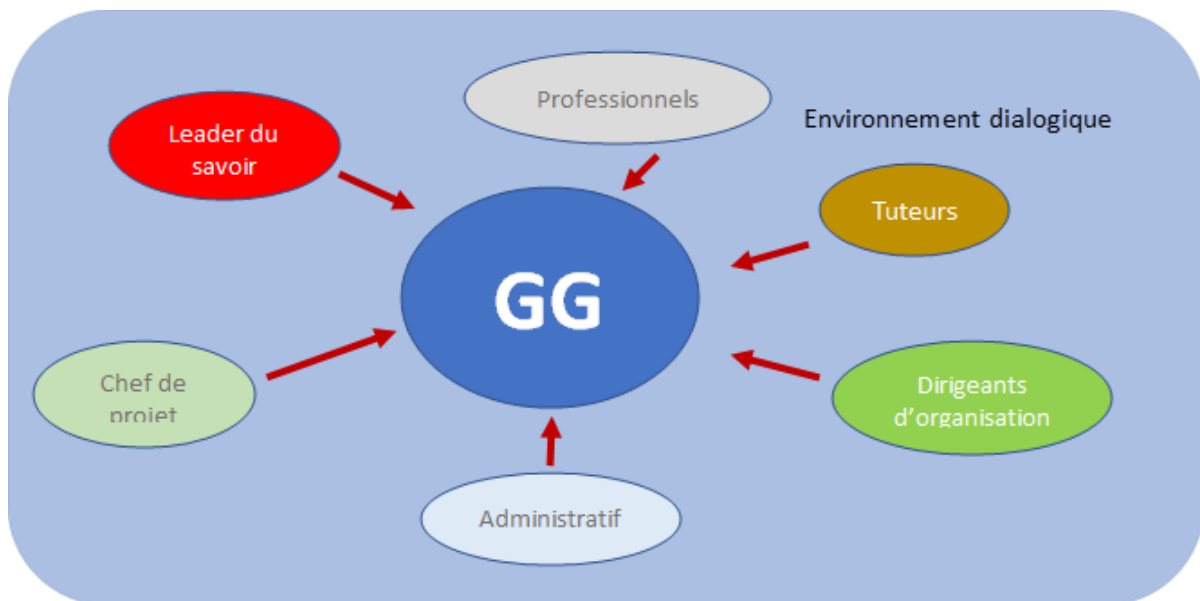 Professionnels
Environnement dialogique
Leader du
savoir
Tuteurs
GG
Chef de
projet
Dirigeants
d’organisation
Administratif